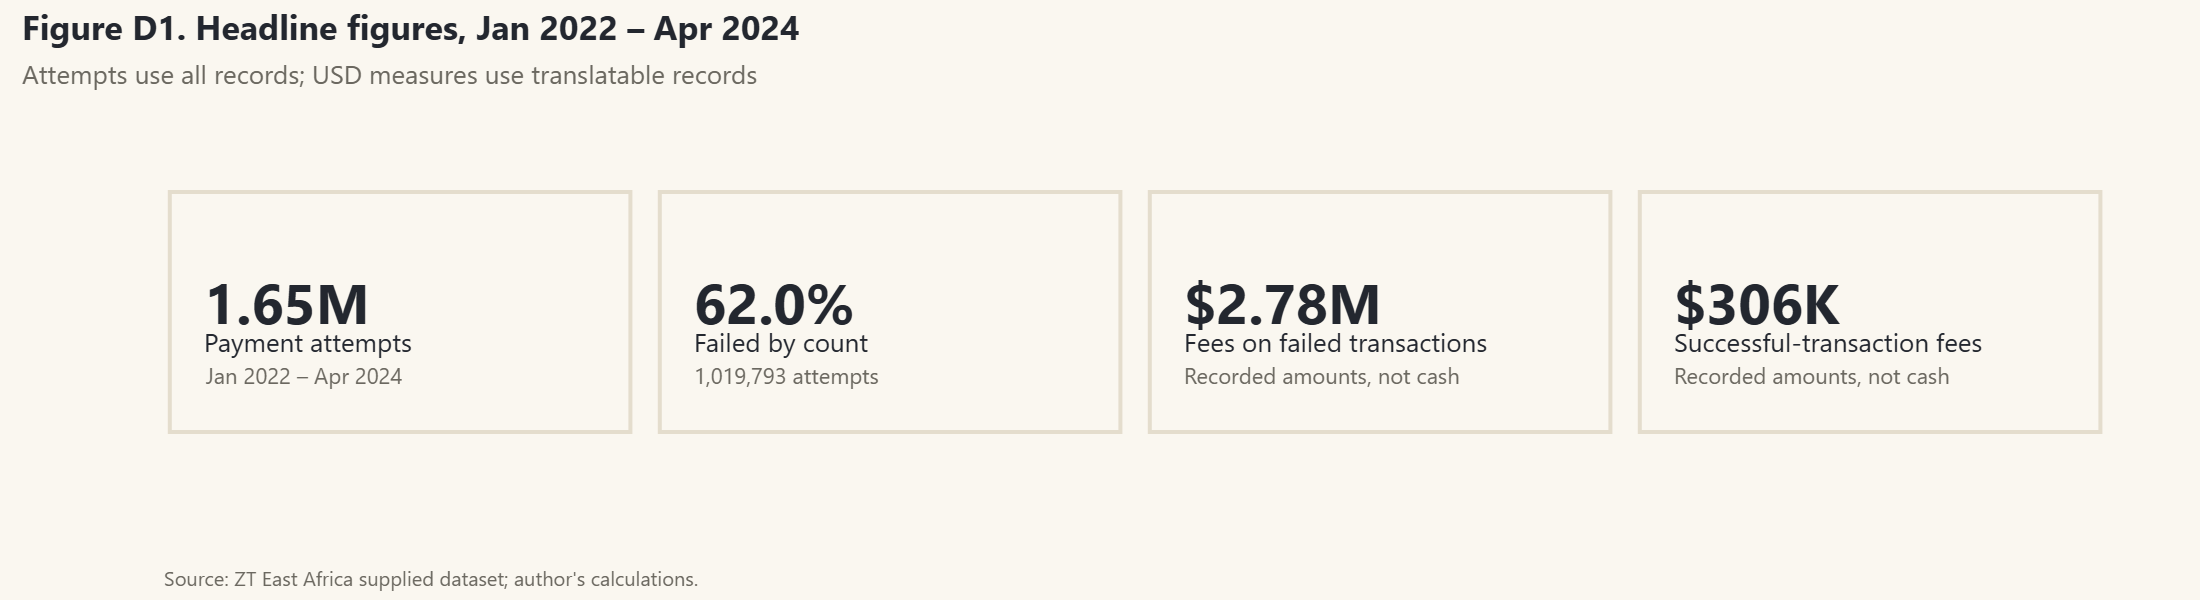 Figure D1. Headline figures, Jan 2022 – Apr 2024
Attempts use all records; USD measures use translatable records
1.65M
Payment attempts
Jan 2022 – Apr 2024
62.0%
Failed by count
1,019,793 attempts
$2.78M
Fees on failed transactions
Recorded amounts, not cash
$306K
Successful-transaction fees
Recorded amounts, not cash
Source: ZT East Africa supplied dataset; author's calculations.